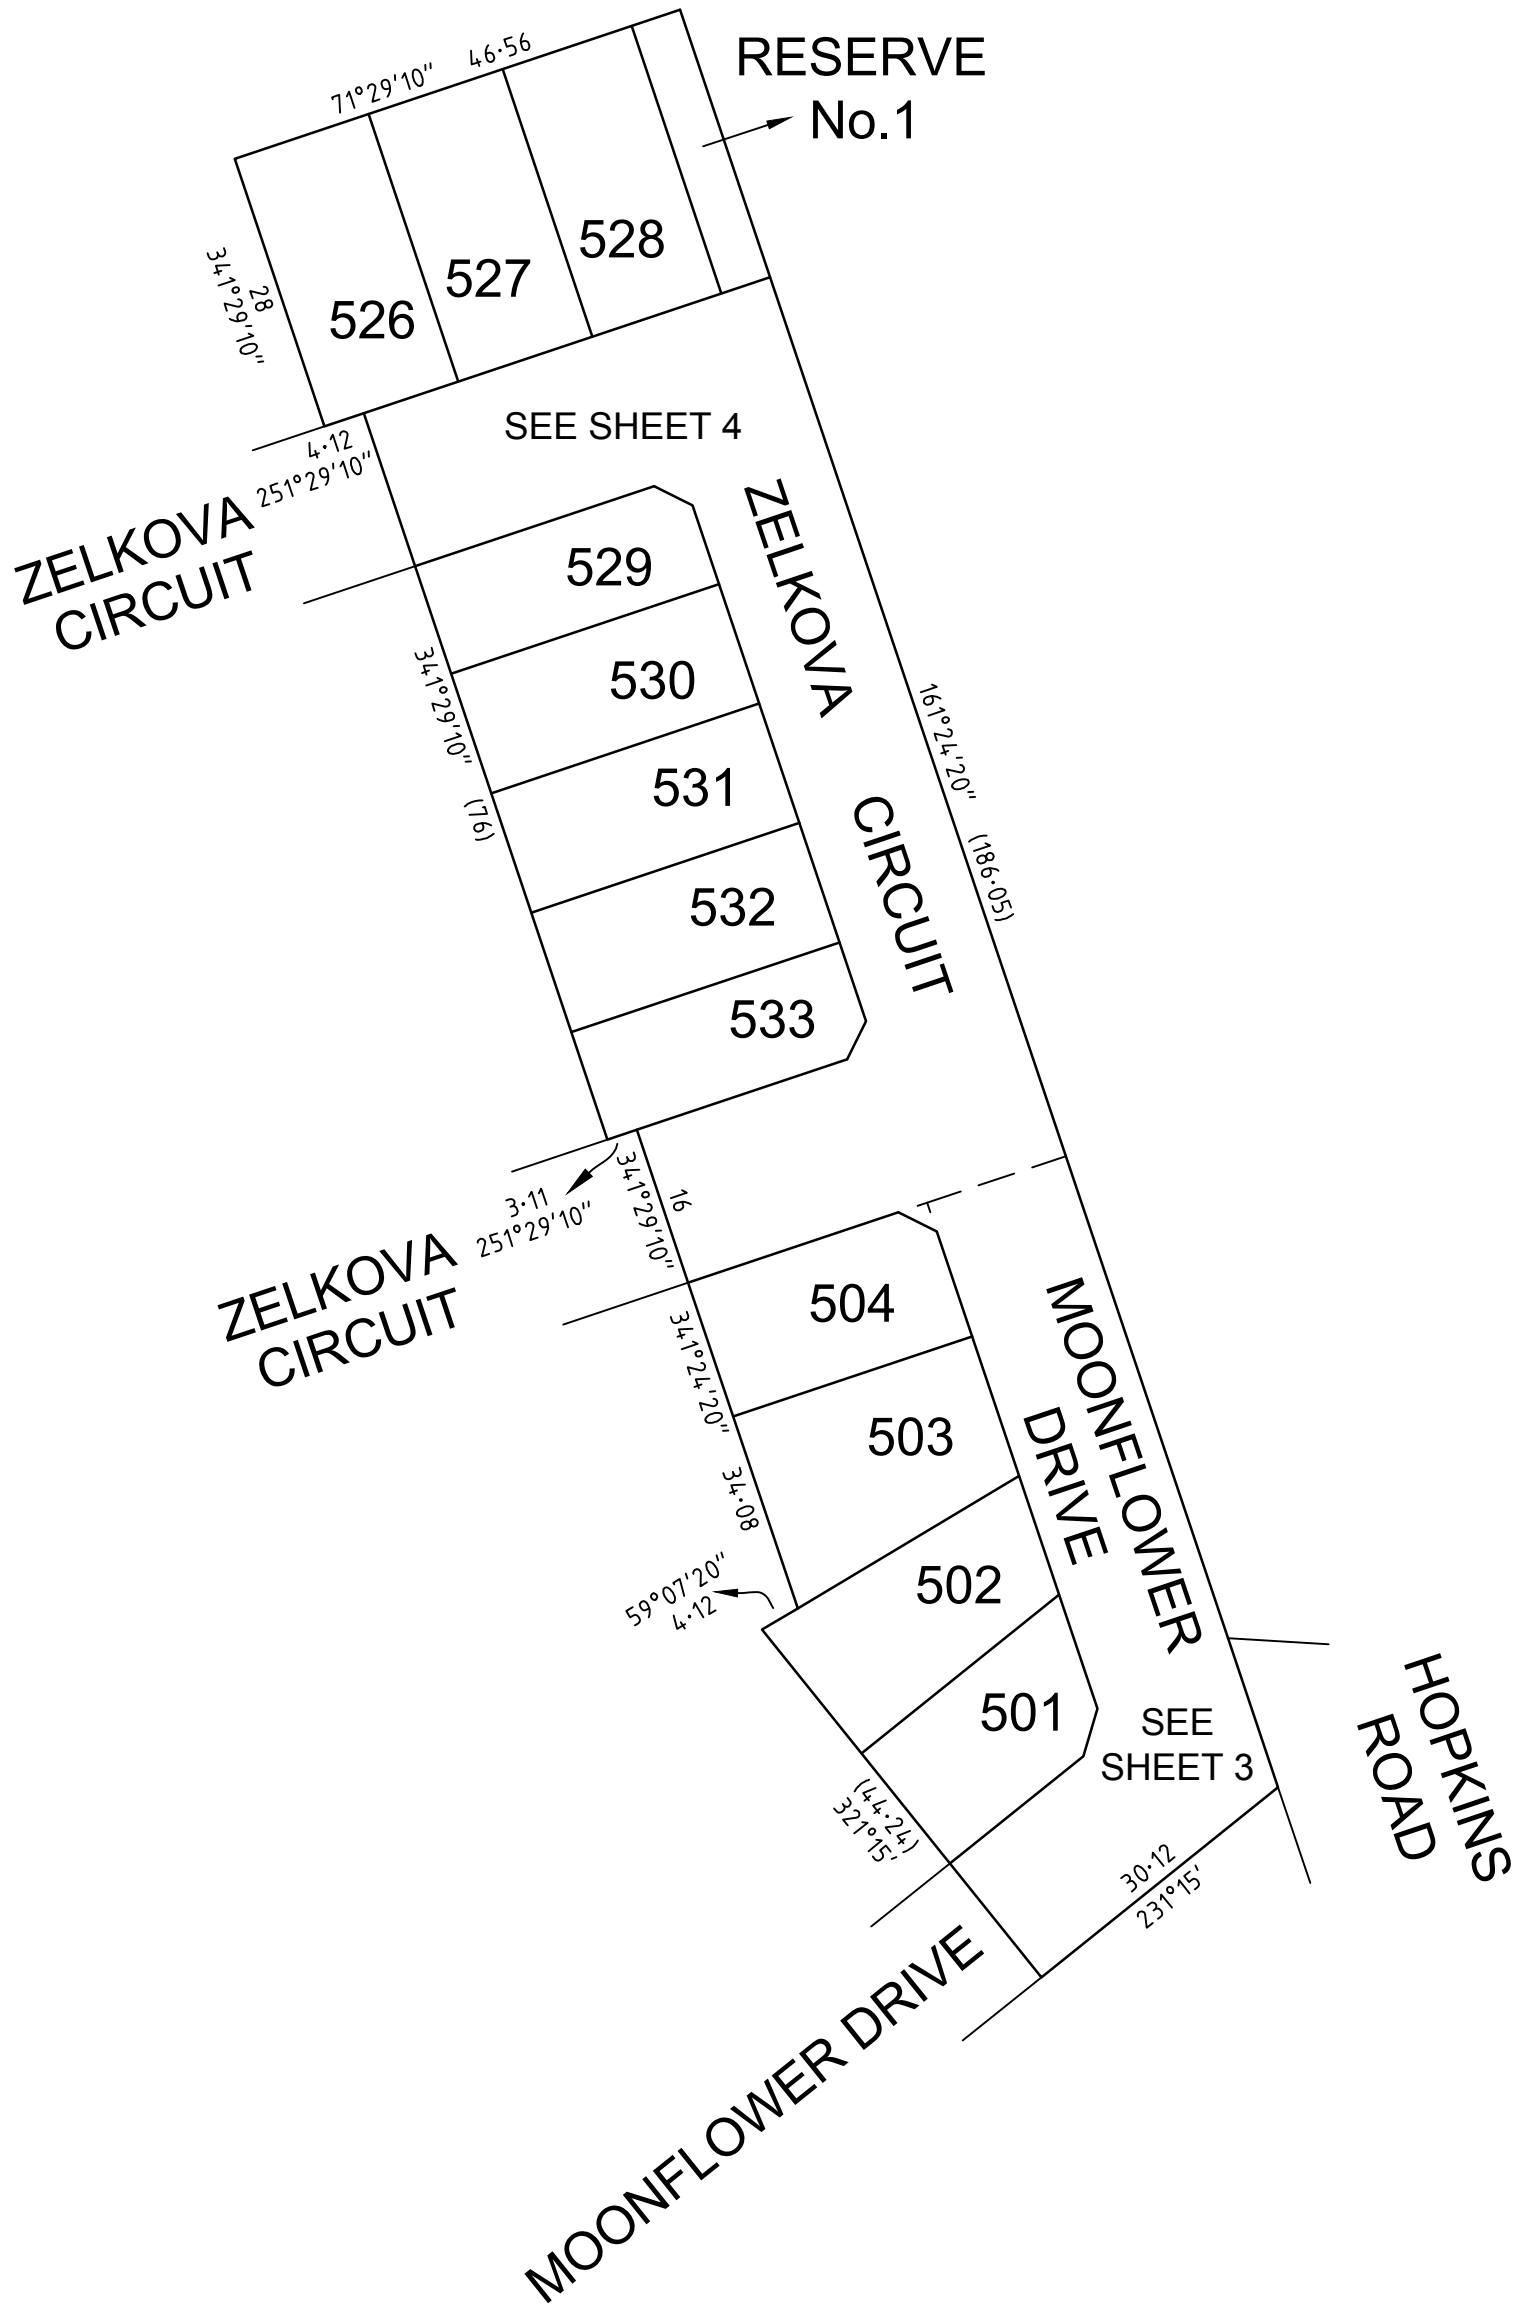 46·56
71°29'10"
RESERVE
No.1
528
527
526
28
341°29'10"
SEE SHEET 4
4·12
251°29'10"
ZELKOVA
CIRCUIT
ZELKOVA
CIRCUIT
529
530
531
532
533
341°29'10"
(76)
161°24'20"
(186·05)
3·11
251°29'10"
341°29'10"
16
ZELKOVA
CIRCUIT
504
503
502
501
341°24'20"
34·08
MOONFLOWER
DRIVE
59°07'20"
4·12
SEE
SHEET 3
HOPKINS
ROAD
(44·24)
321°15'
30·12
231°15'
MOONFLOWER DRIVE